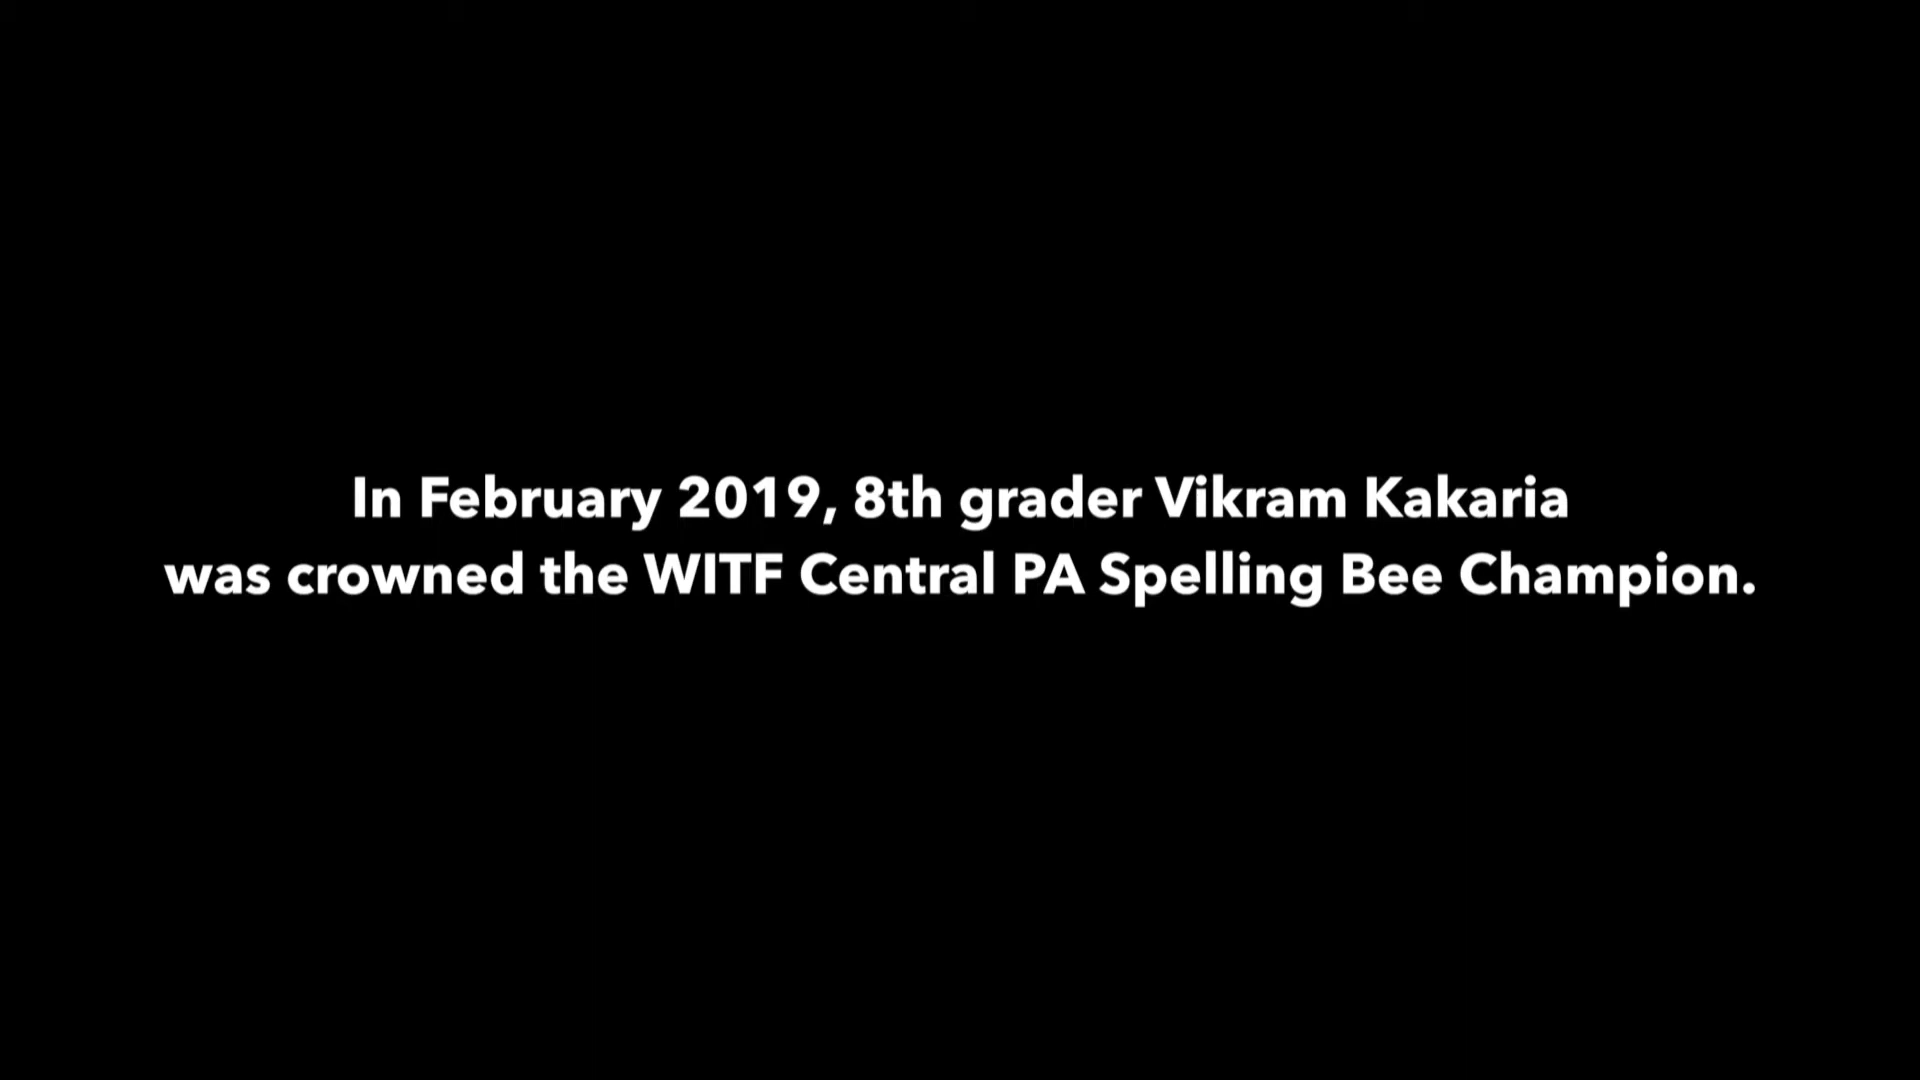 In February 2019, 8th grader Vikram Kakaria
was crowned the WITF Central PA Spelling Bee Champion.